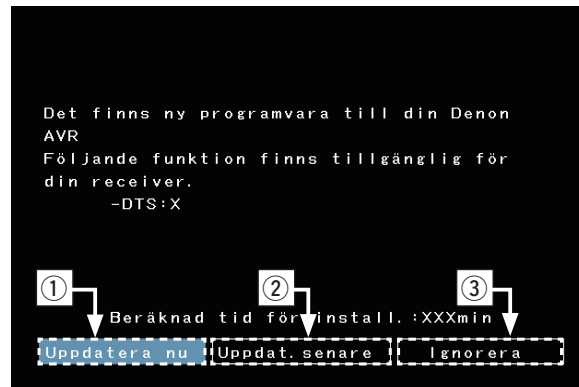 Det finns ny programvara till din Denon
AVR
Följande funktion finns tillgänglig för
din receiver.
-DTS:X
① ② ③
Beräknad tid för install. :XXXmin
Uppdatera nu Uppdat. senare Ignorera